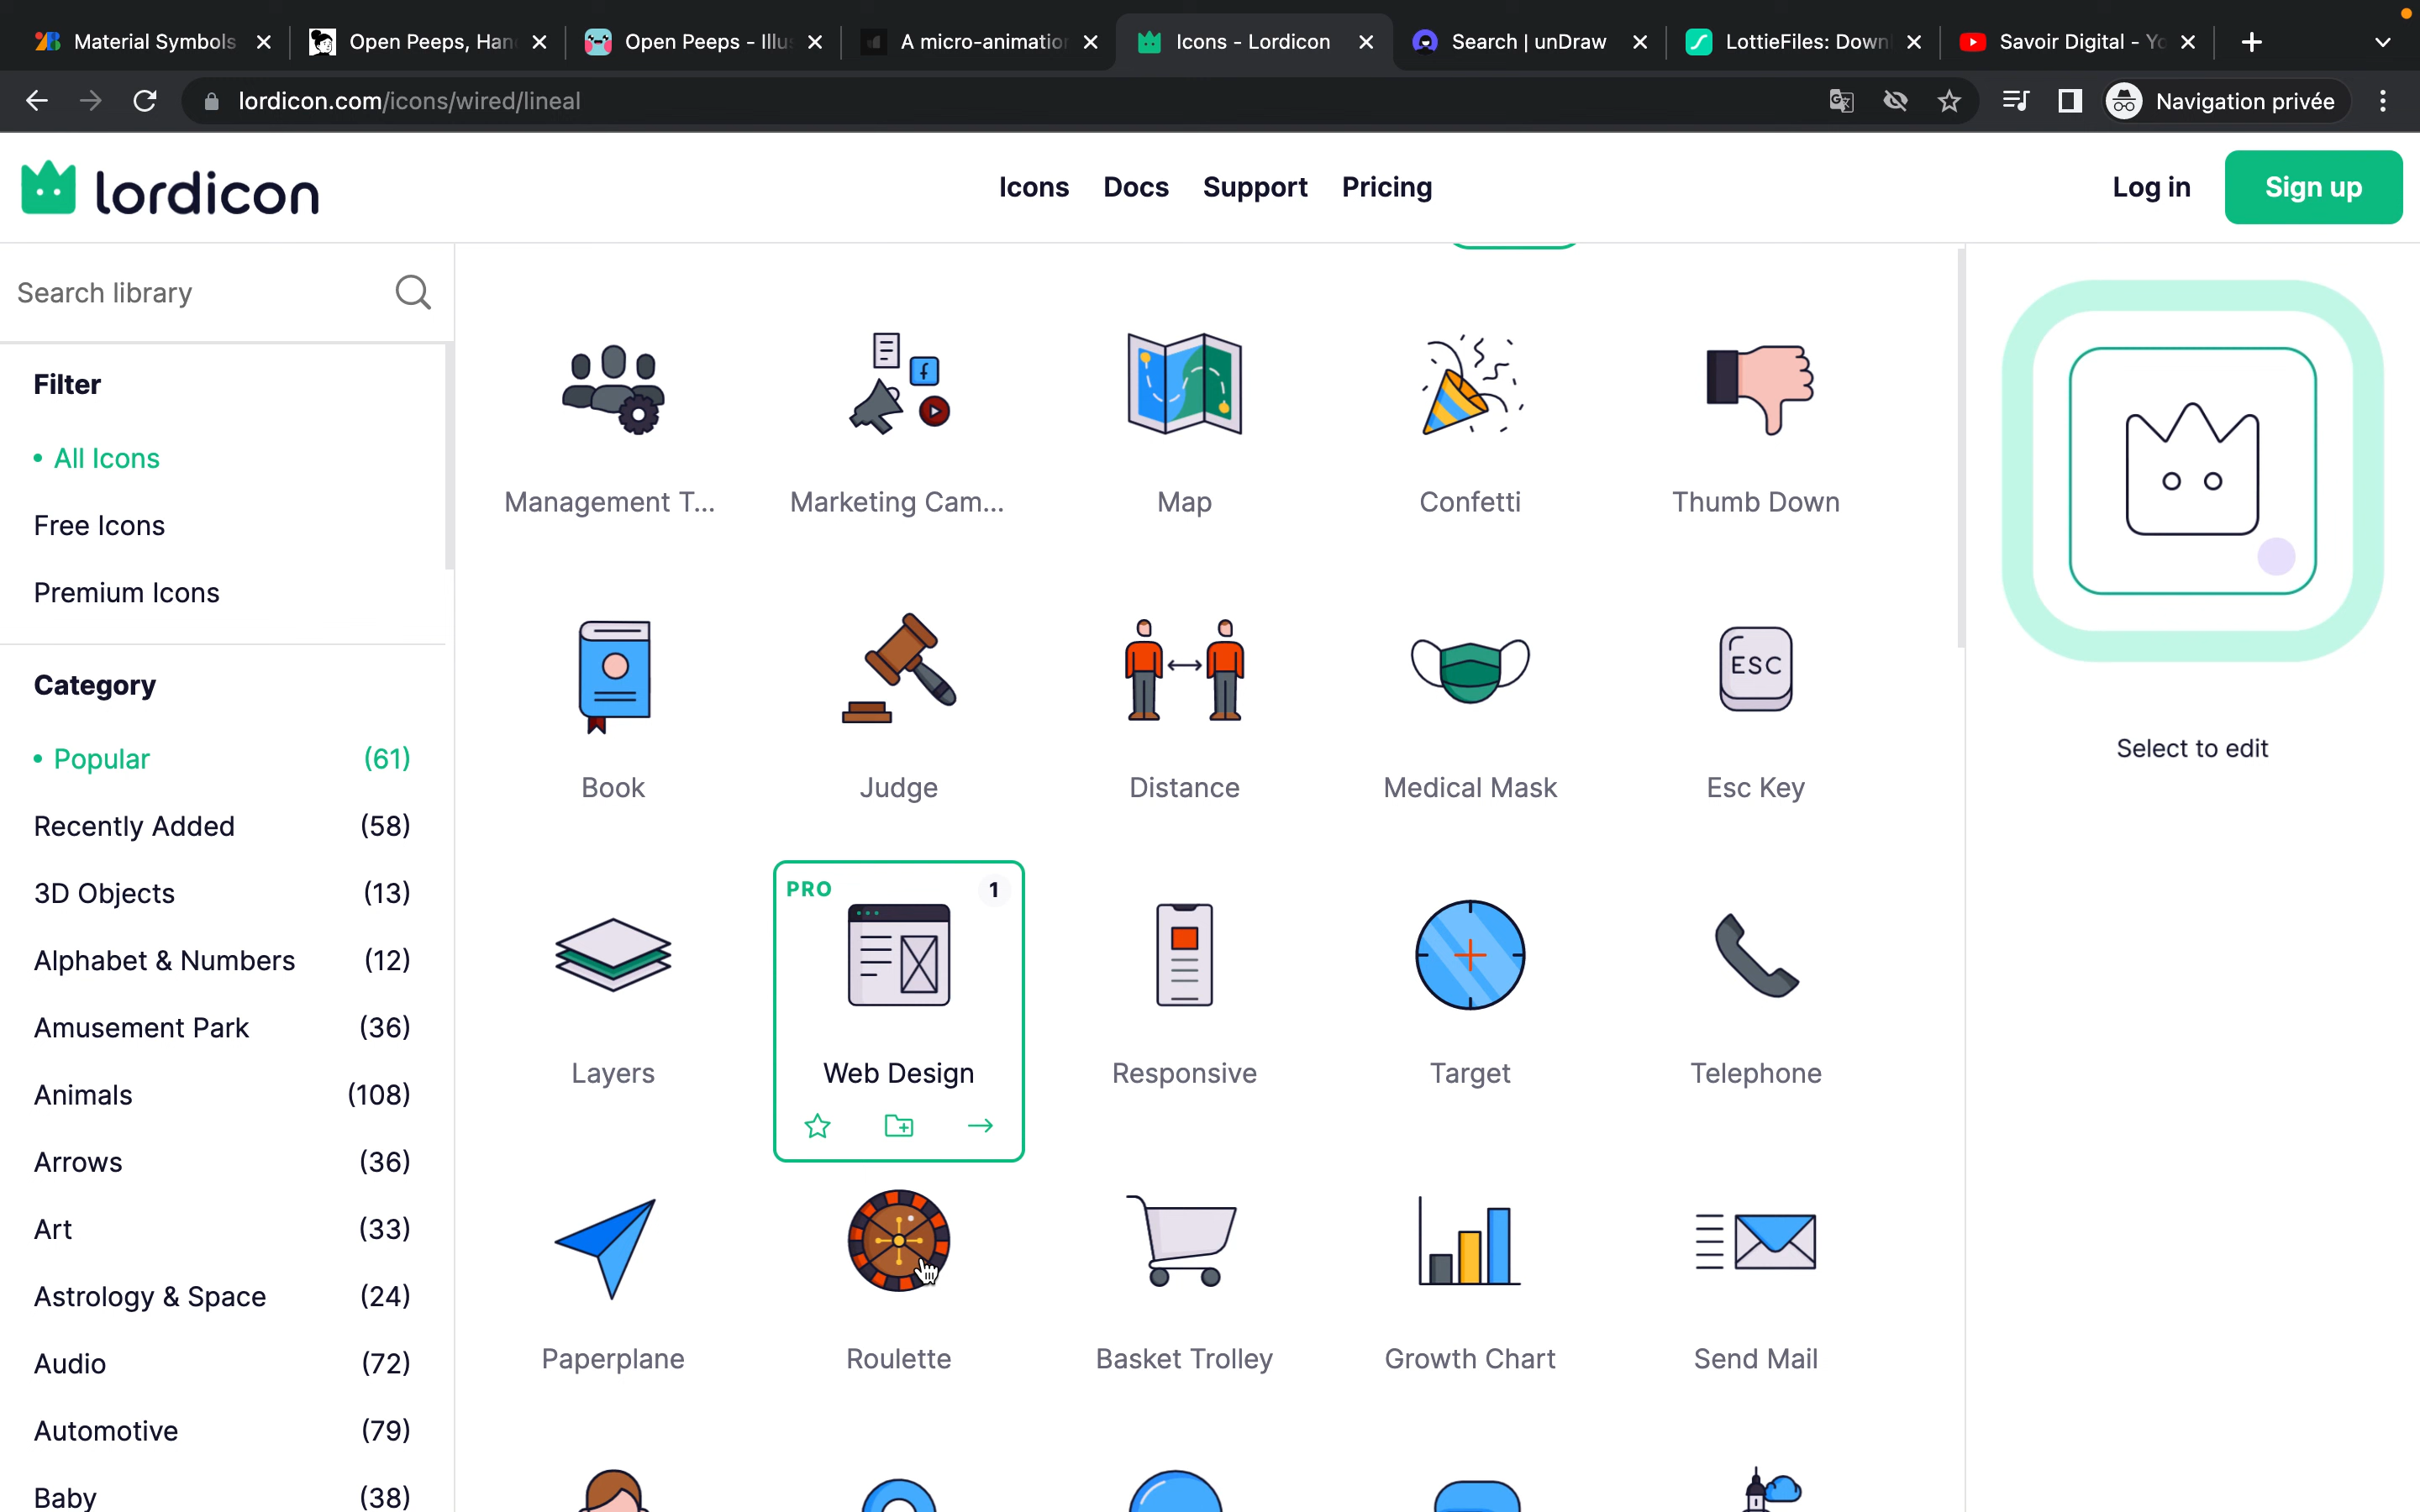 Material Symbols
Open Peeps, Han
Open Peeps - Illus
A micro-animation
Icons - Lordicon
Search | unDraw
LottieFiles: Downl
Savoir Digital - Yo
lordicon.com/icons/wired/lineal
Navigation privée
lordicon
Icons
Docs
Support
Pricing
Log in
Sign up
Search library
Filter
• All Icons
Free Icons
Premium Icons
Category
• Popular (61)
Recently Added (58)
3D Objects (13)
Alphabet & Numbers (12)
Amusement Park (36)
Animals (108)
Arrows (36)
Art (33)
Astrology & Space (24)
Audio (72)
Automotive (79)
Baby (38)
Management T...
Marketing Cam...
Map
Confetti
Thumb Down
ESC
Book
Judge
Distance
Medical Mask
Esc Key
PRO
1
Layers
Web Design
Responsive
Target
Telephone
Paperplane
Roulette
Basket Trolley
Growth Chart
Send Mail
Select to edit